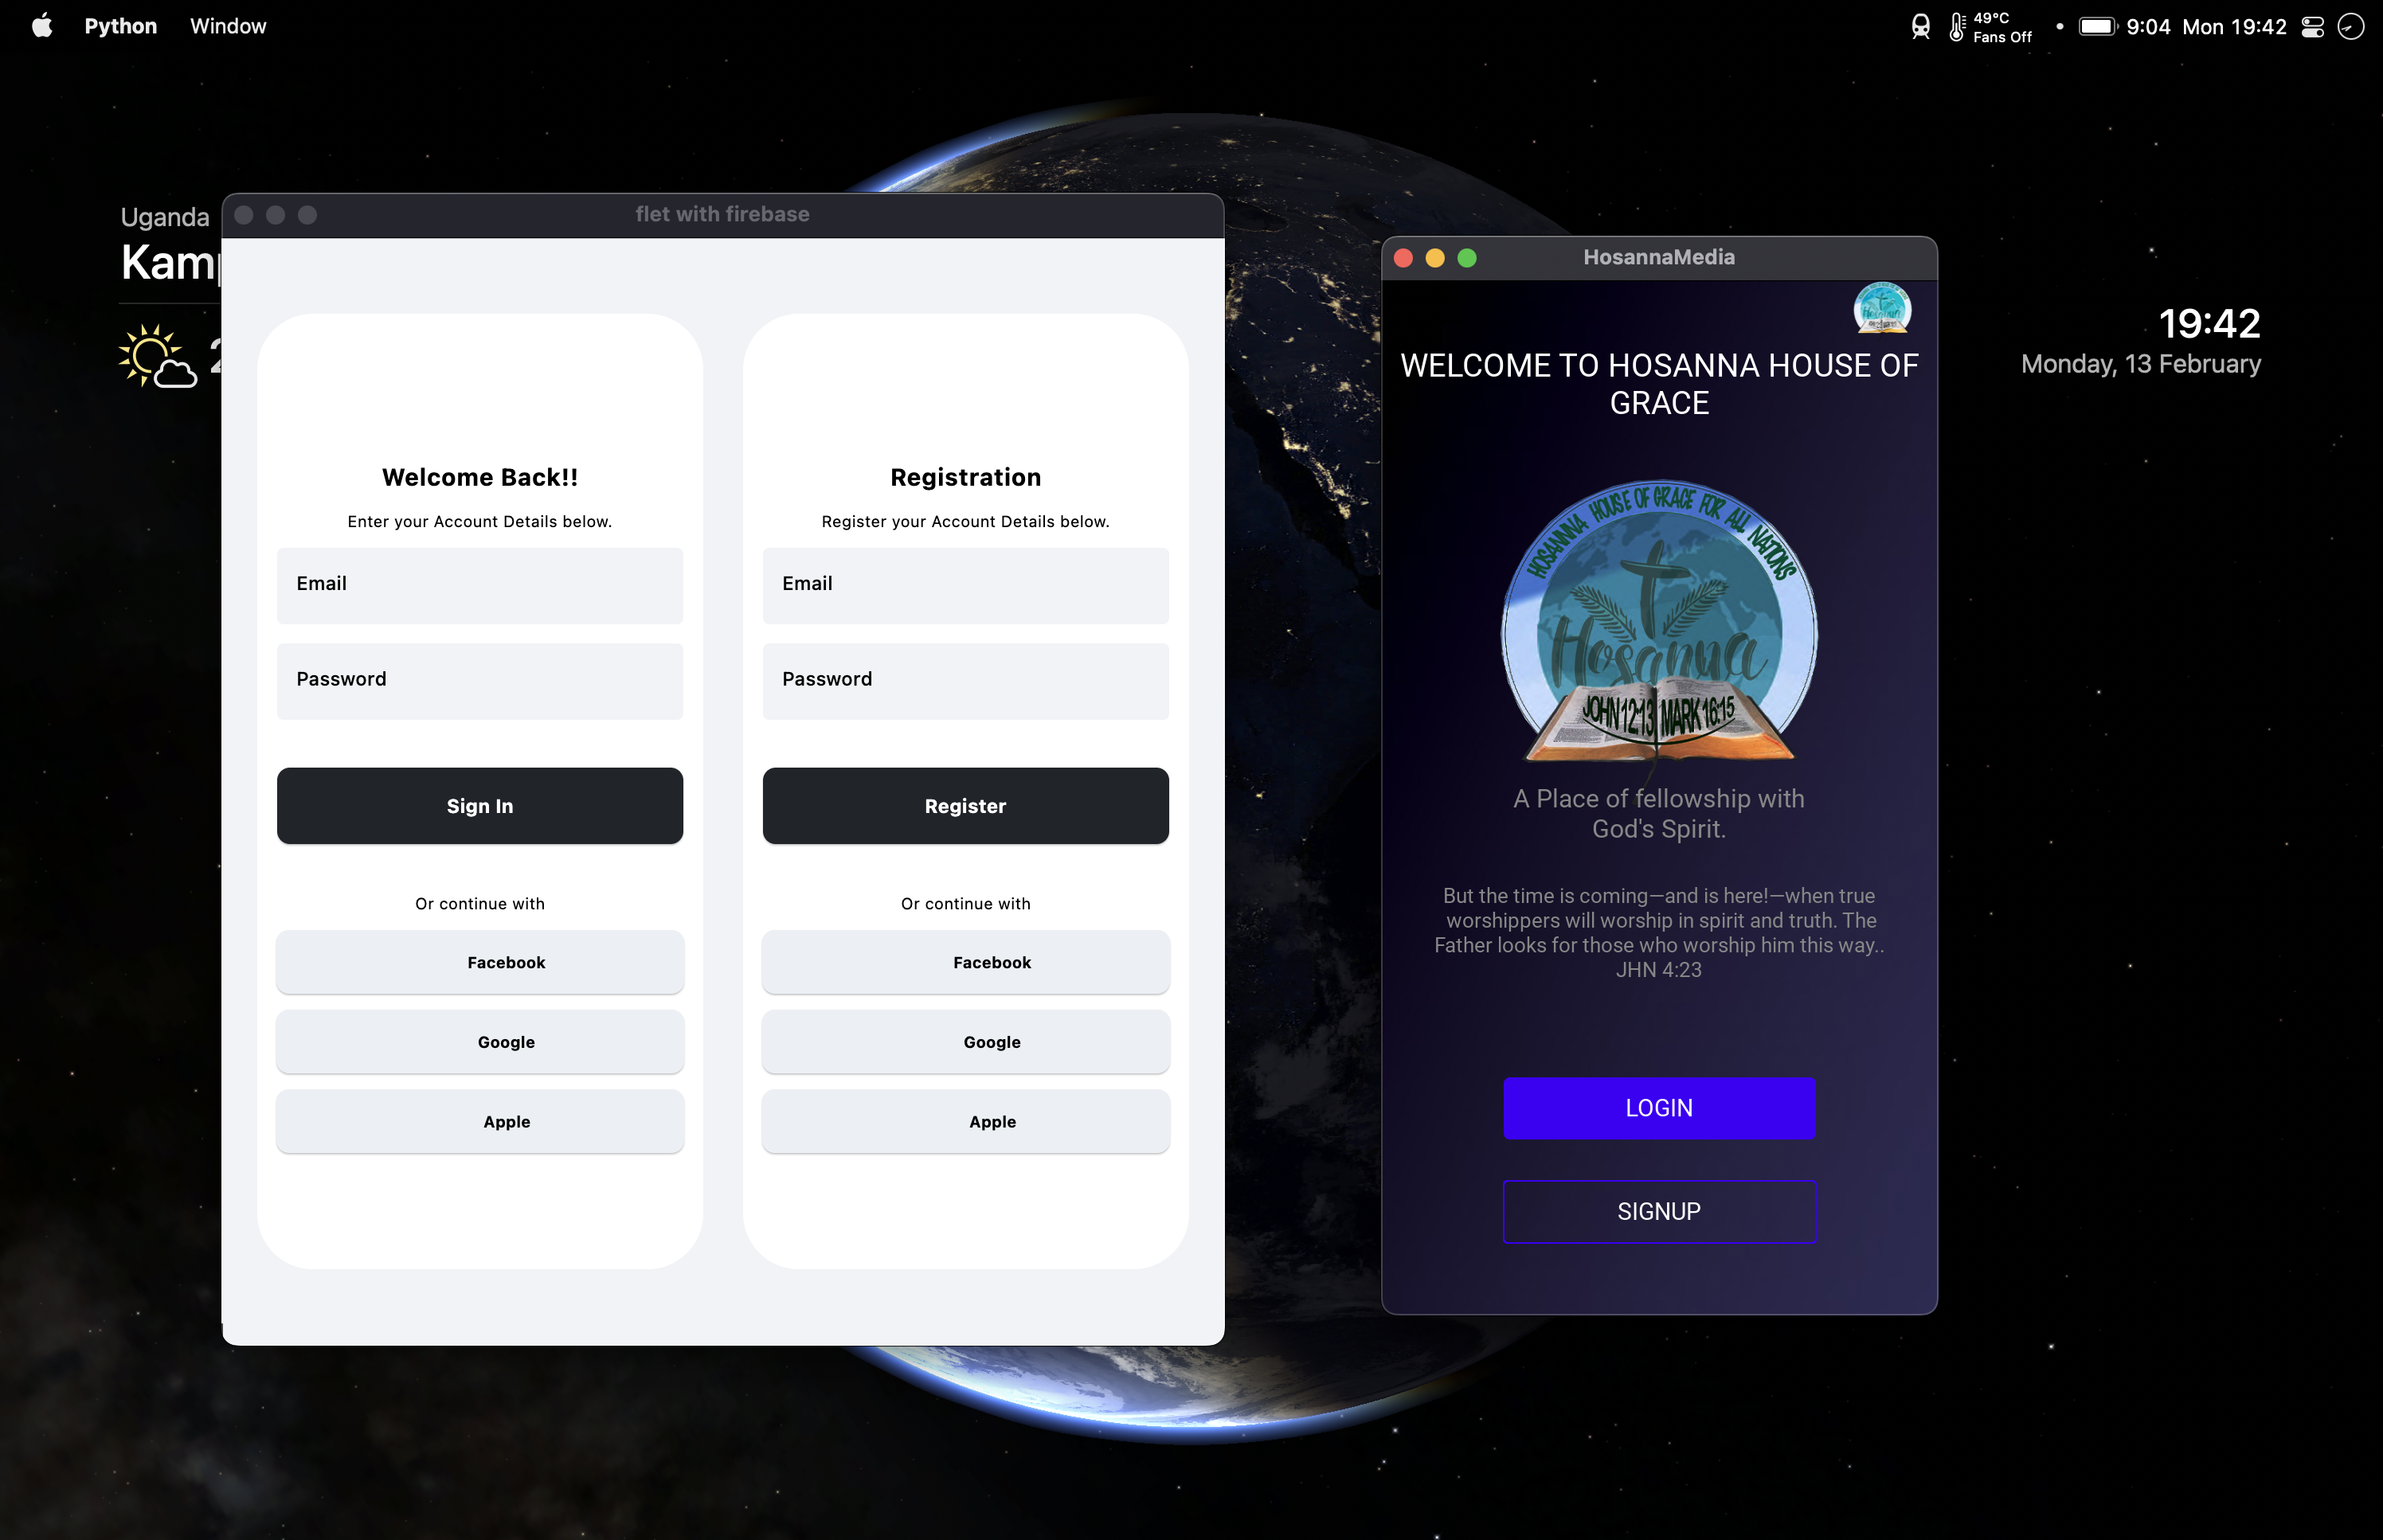 Python Window
49°C
Fans Off
9:04 Mon 19:42
Uganda
flet with firebase
Welcome Back!!
Enter your Account Details below.
Email
Password
Sign In
Or continue with
Facebook
Google
Apple
Registration
Register your Account Details below.
Email
Password
Register
Or continue with
Facebook
Google
Apple
HosannaMedia
WELCOME TO HOSANNA HOUSE OF
GRACE
HOSANNA HOUSE OF GRACE FOR ALL NATIONS
Hosanna
JOHN 12:13 MARK 16:15
A Place of fellowship with
God's Spirit.
But the time is coming—and is here!—when true
worshippers will worship in spirit and truth. The
Father looks for those who worship him this way..
JHN 4:23
LOGIN
SIGNUP
19:42
Monday, 13 February